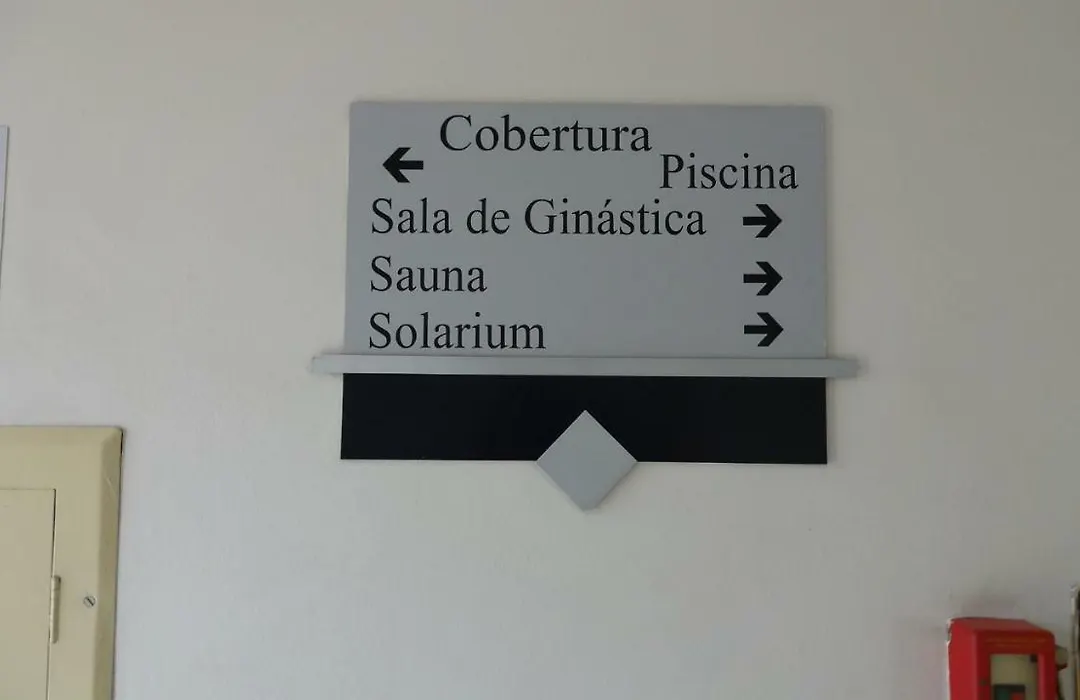 Cobertura
Piscina
Sala de Ginástica
Sauna
Solarium